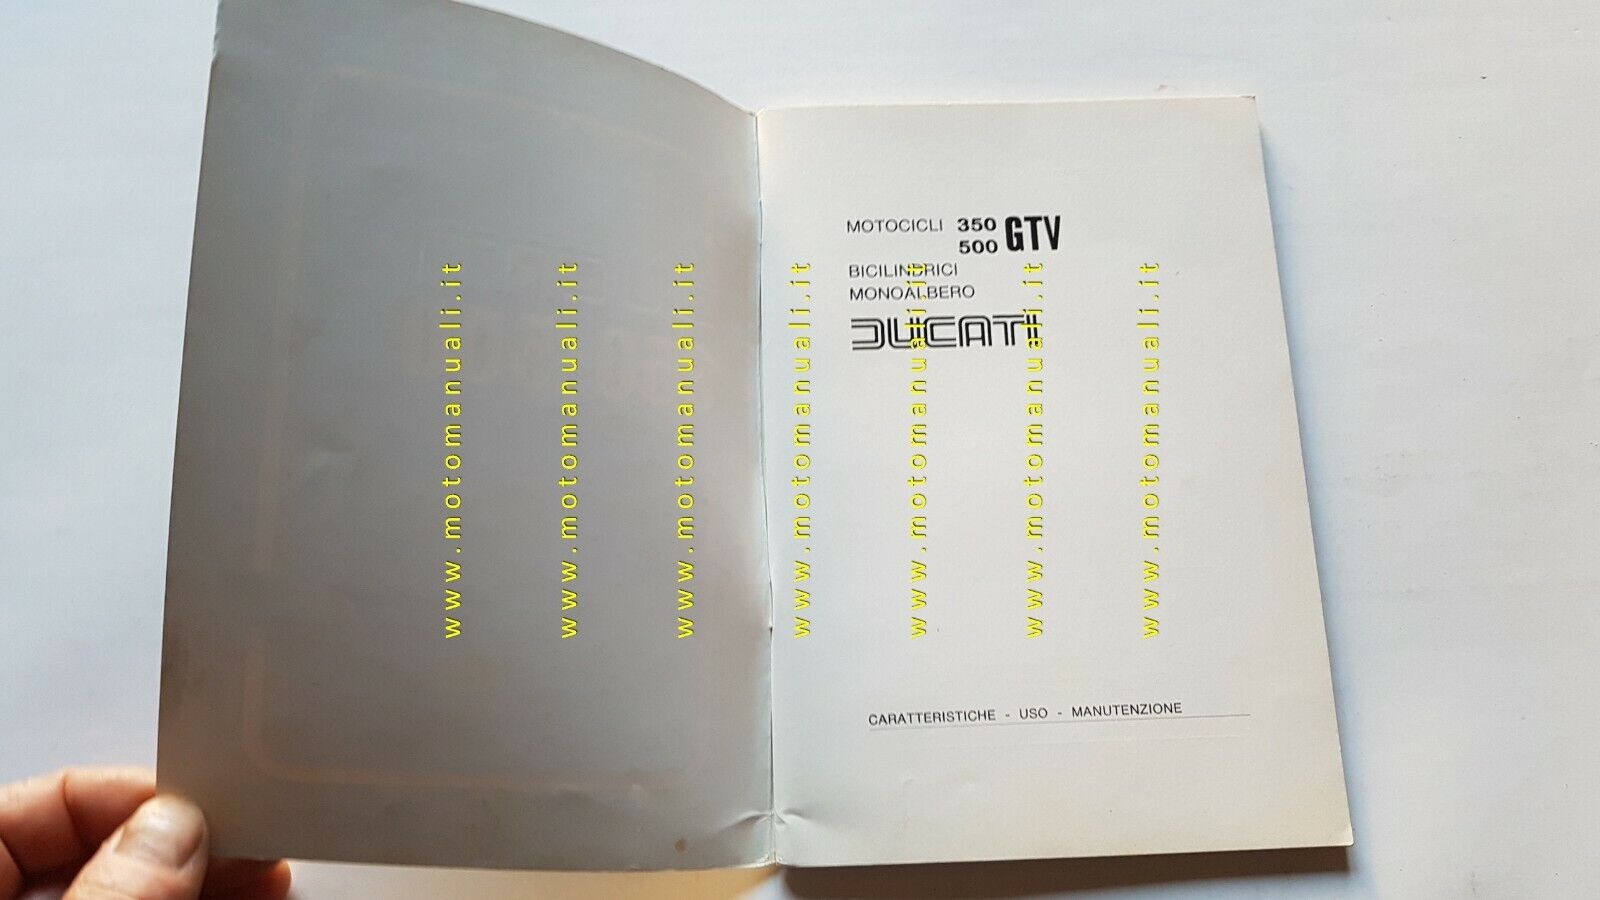 MOTOCICLI 350 GTV
500
BICILINDRICI
MONOALBERO
DUCATI
CARATTERISTICHE - USO - MANUTENZIONE
www.motomanuali.it
www.motomanuali.it
www.motomanuali.it
www.motomanuali.it
www.motomanuali.it
www.motomanuali.it
www.motomanuali.it